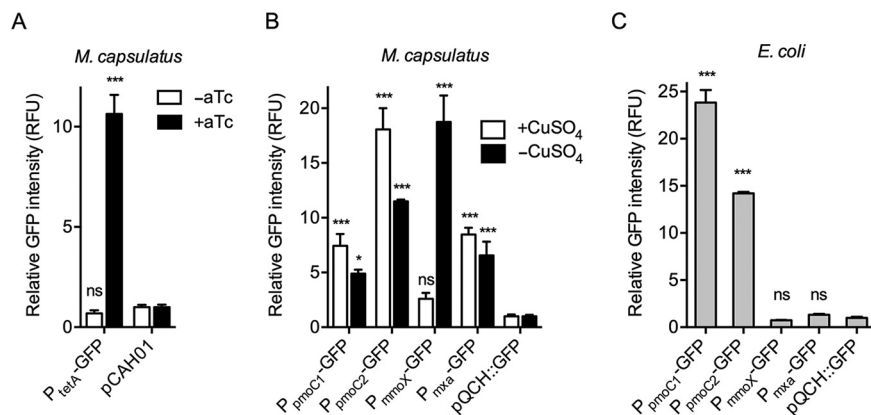 A
M. capsulatus
Relative GFP intensity (RFU)
10
5
0
***
ns
–aTc
+aTc
PtetA-GFP
pCAH01
B
M. capsulatus
Relative GFP intensity (RFU)
20
15
10
5
0
***
*
***
***
ns
***
***
***
+CuSO4
–CuSO4
PpmoC1-GFP
PpmoC2-GFP
PmmoX-GFP
Pmxa-GFP
pQCH::GFP
C
E. coli
Relative GFP intensity (RFU)
25
20
15
10
5
0
***
***
ns
ns
PpmoC1-GFP
PpmoC2-GFP
PmmoX-GFP
Pmxa-GFP
pQCH::GFP